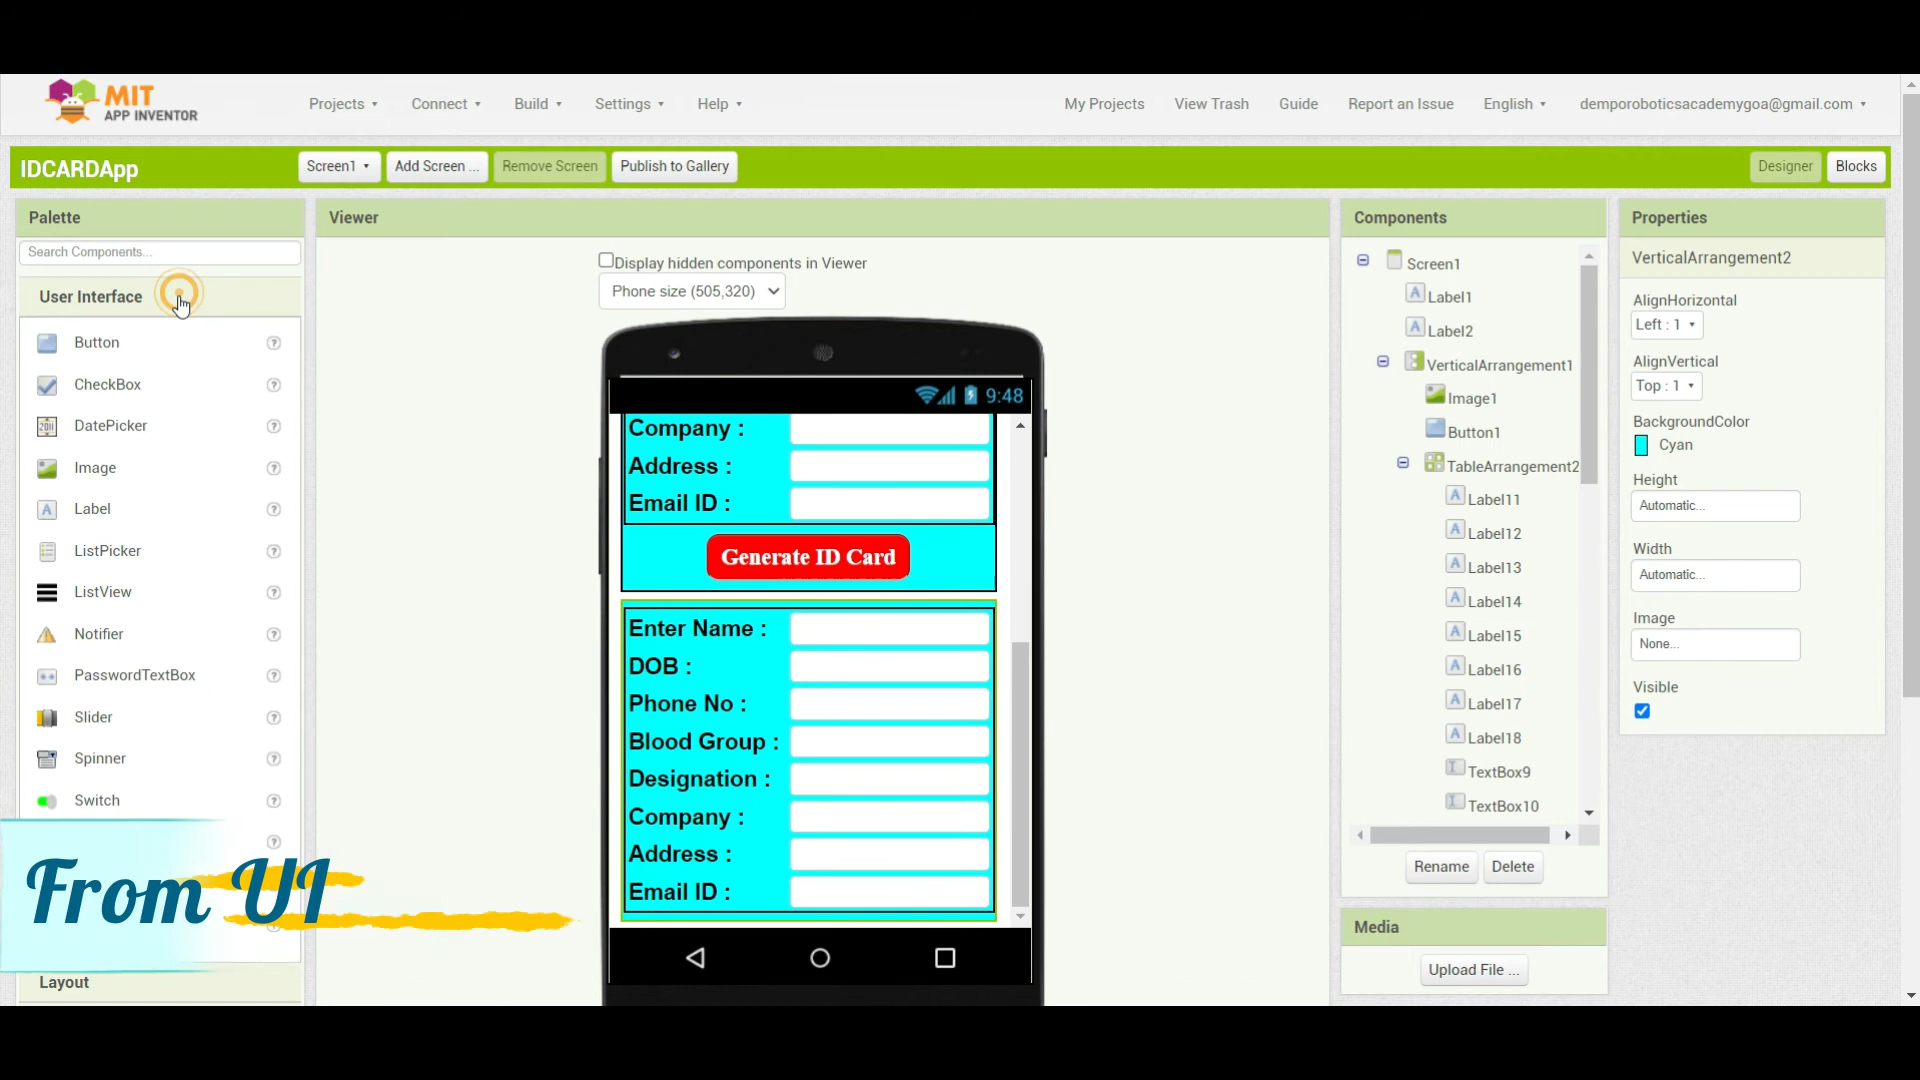 MIT
APP INVENTOR
Projects
Connect
Build
Settings
Help
My Projects
View Trash
Guide
Report an Issue
English
demporoboticsacademygoa@gmail.com
IDCARDApp
Screen1
Add Screen ...
Remove Screen
Publish to Gallery
Designer
Blocks
Palette
Search Components...
User Interface
Button
CheckBox
DatePicker
Image
Label
ListPicker
ListView
Notifier
PasswordTextBox
Slider
Spinner
Switch
From UI
Layout
Viewer
Display hidden components in Viewer
Phone size (505,320)
9:48
Company :
Address :
Email ID :
Generate ID Card
Enter Name :
DOB :
Phone No :
Blood Group :
Designation :
Company :
Address :
Email ID :
Components
Screen1
Label1
Label2
VerticalArrangement1
Image1
Button1
TableArrangement2
Label11
Label12
Label13
Label14
Label15
Label16
Label17
Label18
TextBox9
TextBox10
Rename
Delete
Media
Upload File ...
Properties
VerticalArrangement2
AlignHorizontal
Left : 1
AlignVertical
Top : 1
BackgroundColor
Cyan
Height
Automatic...
Width
Automatic...
Image
None...
Visible